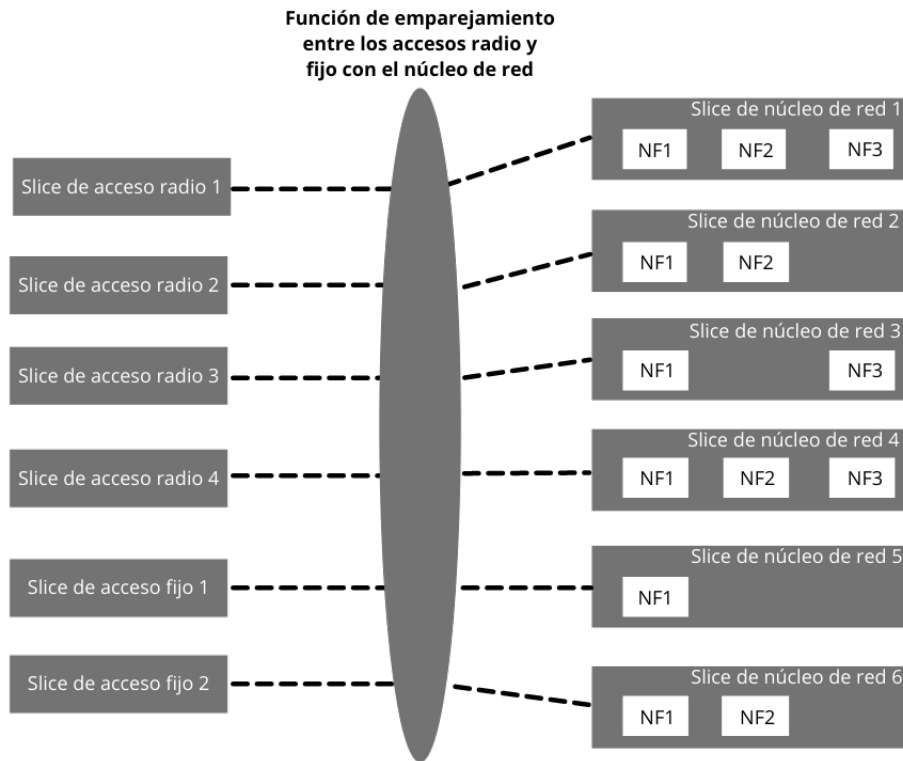 Función de emparejamiento
entre los accesos radio y
fijo con el núcleo de red
Slice de acceso radio 1
Slice de acceso radio 2
Slice de acceso radio 3
Slice de acceso radio 4
Slice de acceso fijo 1
Slice de acceso fijo 2
Slice de núcleo de red 1
NF1 NF2 NF3
Slice de núcleo de red 2
NF1 NF2
Slice de núcleo de red 3
NF1 NF3
Slice de núcleo de red 4
NF1 NF2 NF3
Slice de núcleo de red 5
NF1
Slice de núcleo de red 6
NF1 NF2